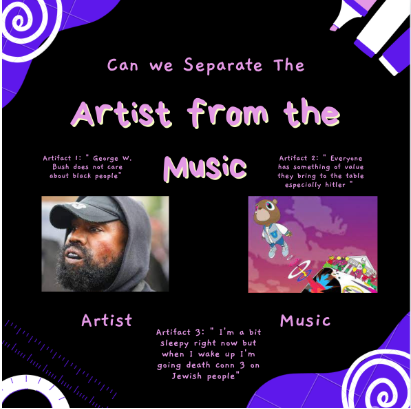 Can we Separate The
Artist from the
Music
Artifact 1: " George W.
Bush does not care
about black people"
Artifact 2: " Everyone
has something of value
they bring to the table
especially hitler "
Artist
Music
Artifact 3: " I'm a bit
sleepy right now but
when I wake up I'm
going death conn 3 on
Jewish people"